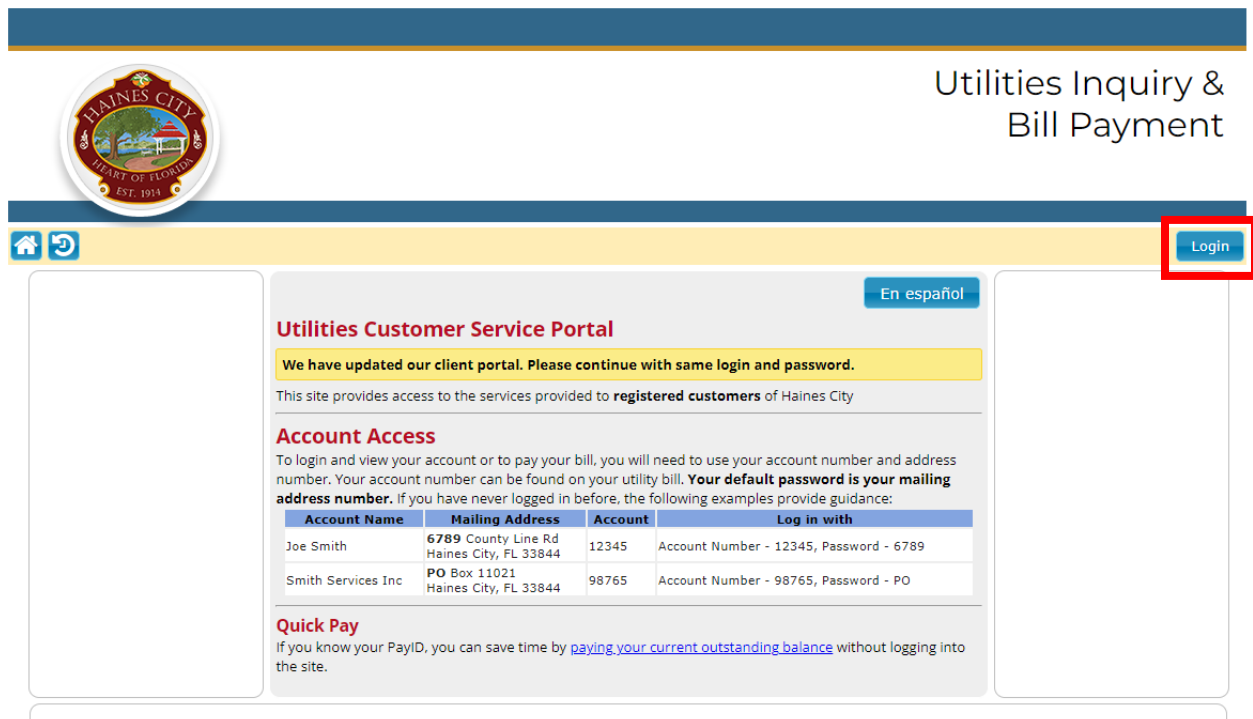 HAINES CITY
HEART OF FLORIDA
EST. 1914
Utilities Inquiry &
Bill Payment
Login
En español
Utilities Customer Service Portal
We have updated our client portal. Please continue with same login and password.
This site provides access to the services provided to registered customers of Haines City
Account Access
To login and view your account or to pay your bill, you will need to use your account number and address
number. Your account number can be found on your utility bill. Your default password is your mailing
address number. If you have never logged in before, the following examples provide guidance:
Account Name Mailing Address Account Log in with
Joe Smith 6789 County Line Rd 12345 Account Number - 12345, Password - 6789
Haines City, FL 33844
Smith Services Inc PO Box 11021 98765 Account Number - 98765, Password - PO
Haines City, FL 33844
Quick Pay
If you know your PayID, you can save time by paying your current outstanding balance without logging into
the site.